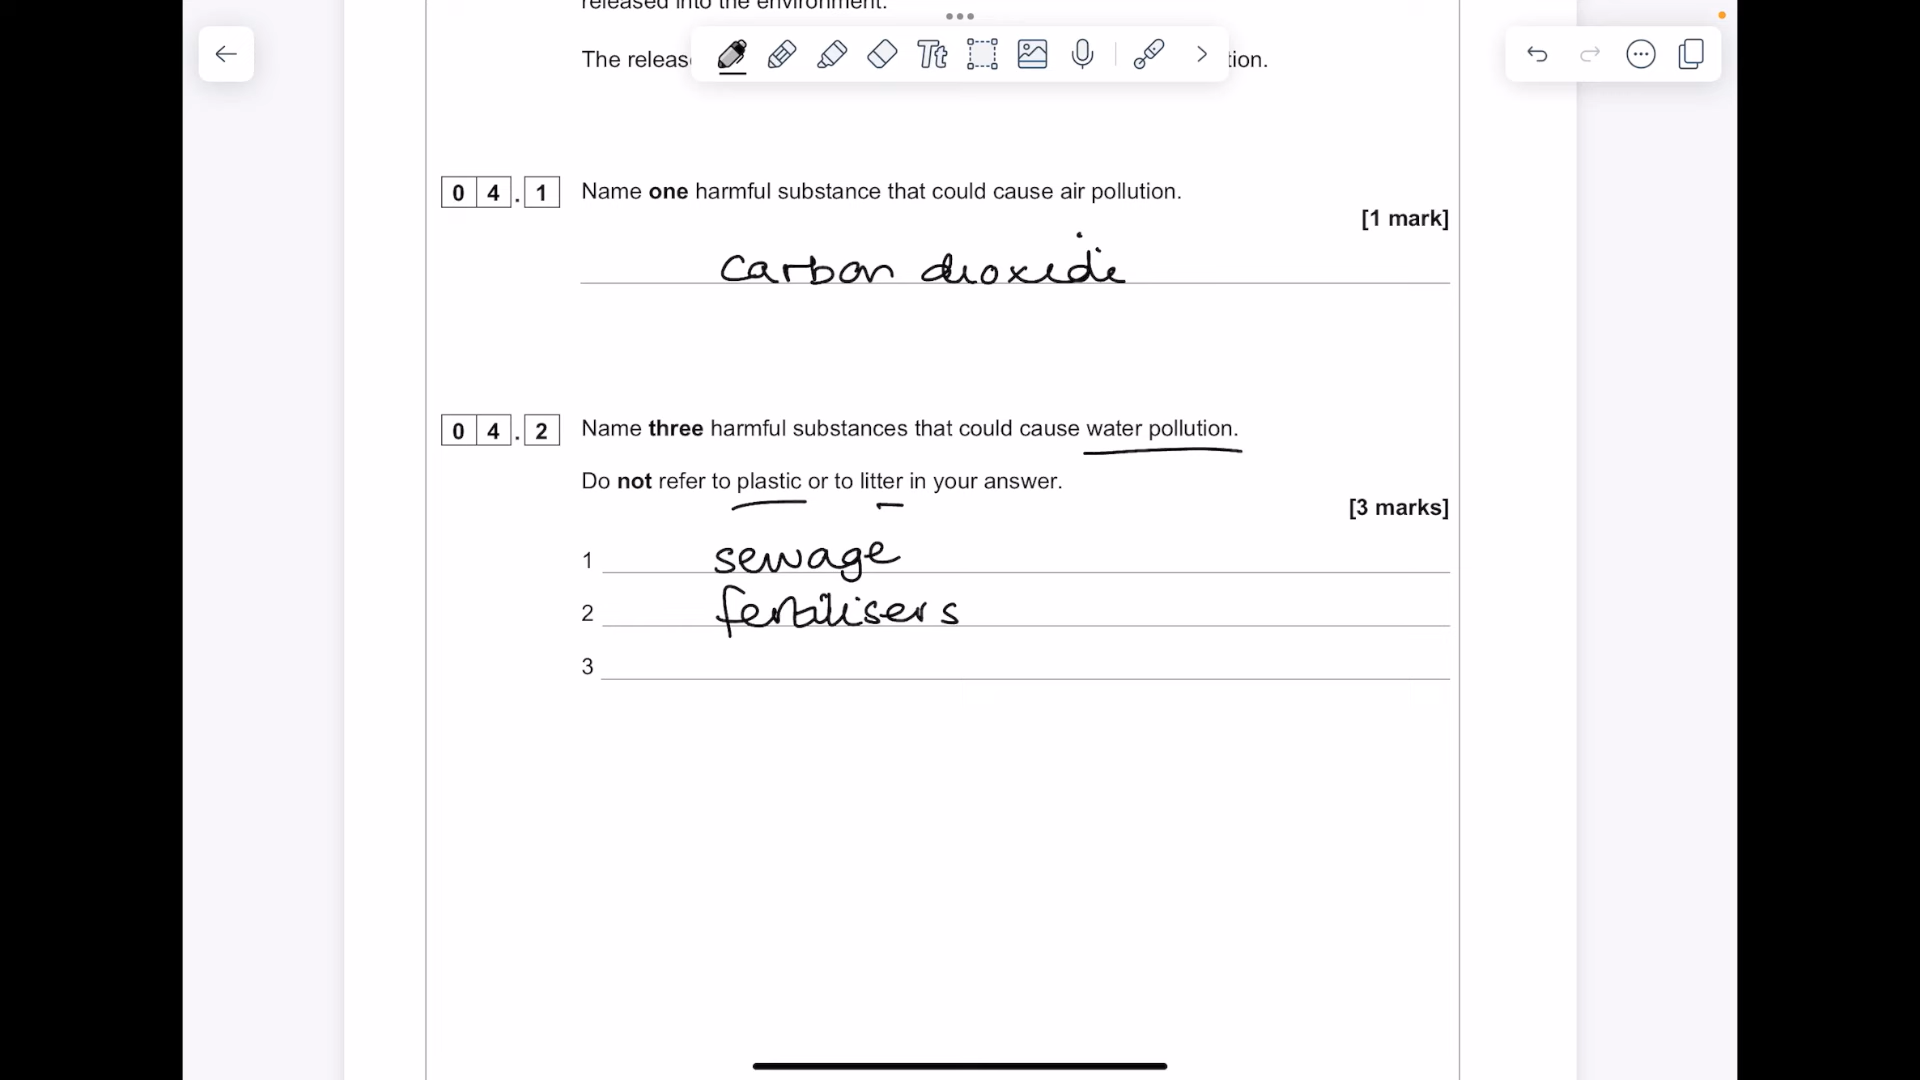 released into the environment.
The releas tion.
0 4 . 1 Name one harmful substance that could cause air pollution.
[1 mark]
carbon dioxide
0 4 . 2 Name three harmful substances that could cause water pollution.
Do not refer to plastic or to litter in your answer.
[3 marks]
1 sewage
2 fertilisers
3